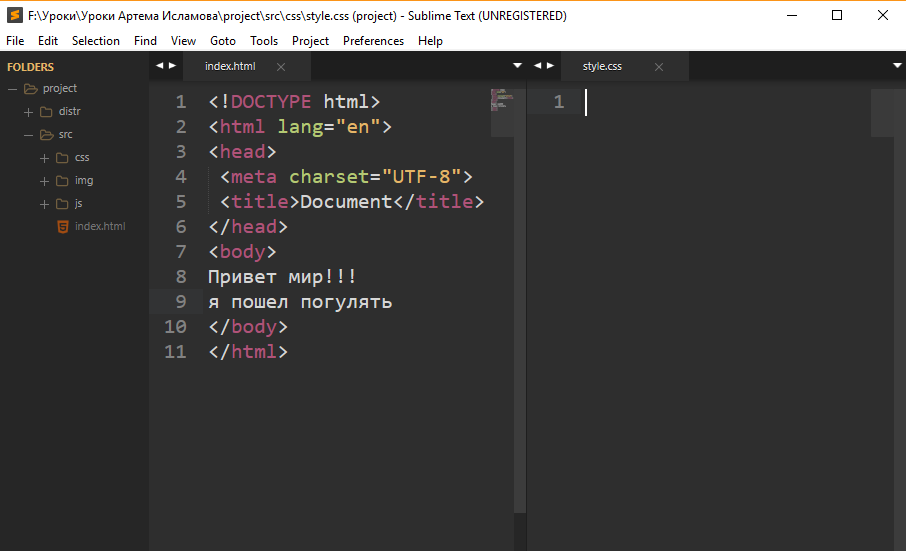 F:\Уроки\Уроки Артема Исламова\project\src\css\style.css (project) - Sublime Text (UNREGISTERED)
File Edit Selection Find View Goto Tools Project Preferences Help
FOLDERS
project
distr
src
css
img
js
index.html
index.html
1 <!DOCTYPE html>
2 <html lang="en">
3 <head>
4 <meta charset="UTF-8">
5 <title>Document</title>
6 </head>
7 <body>
8 Привет мир!!!
9 я пошел погулять
10 </body>
11 </html>
style.css
1